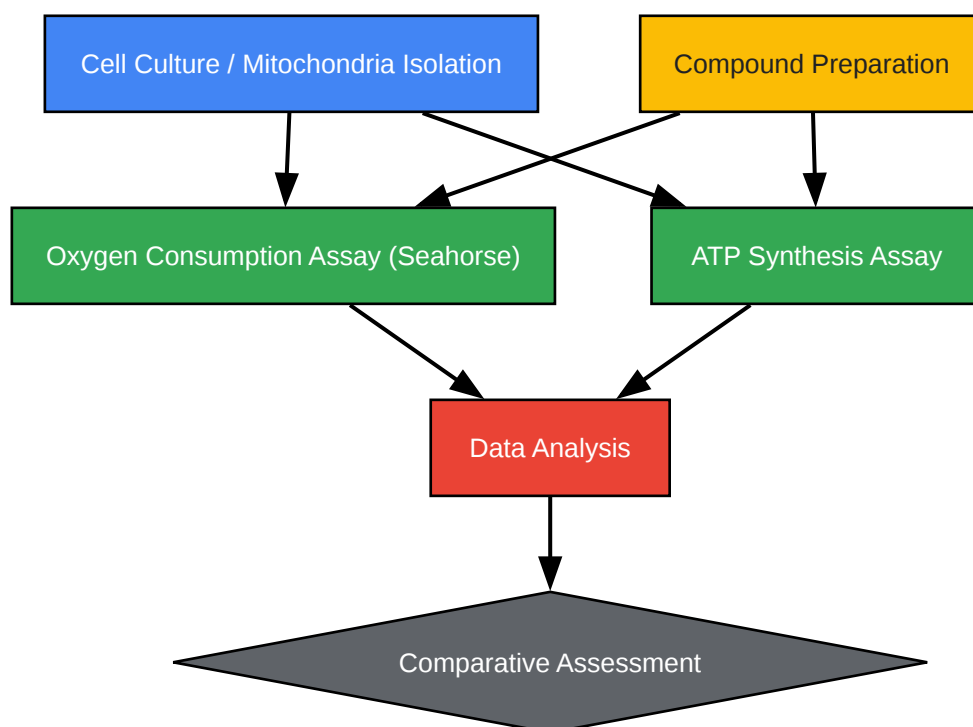 Cell Culture / Mitochondria Isolation
Compound Preparation
Oxygen Consumption Assay (Seahorse)
ATP Synthesis Assay
Data Analysis
Comparative Assessment